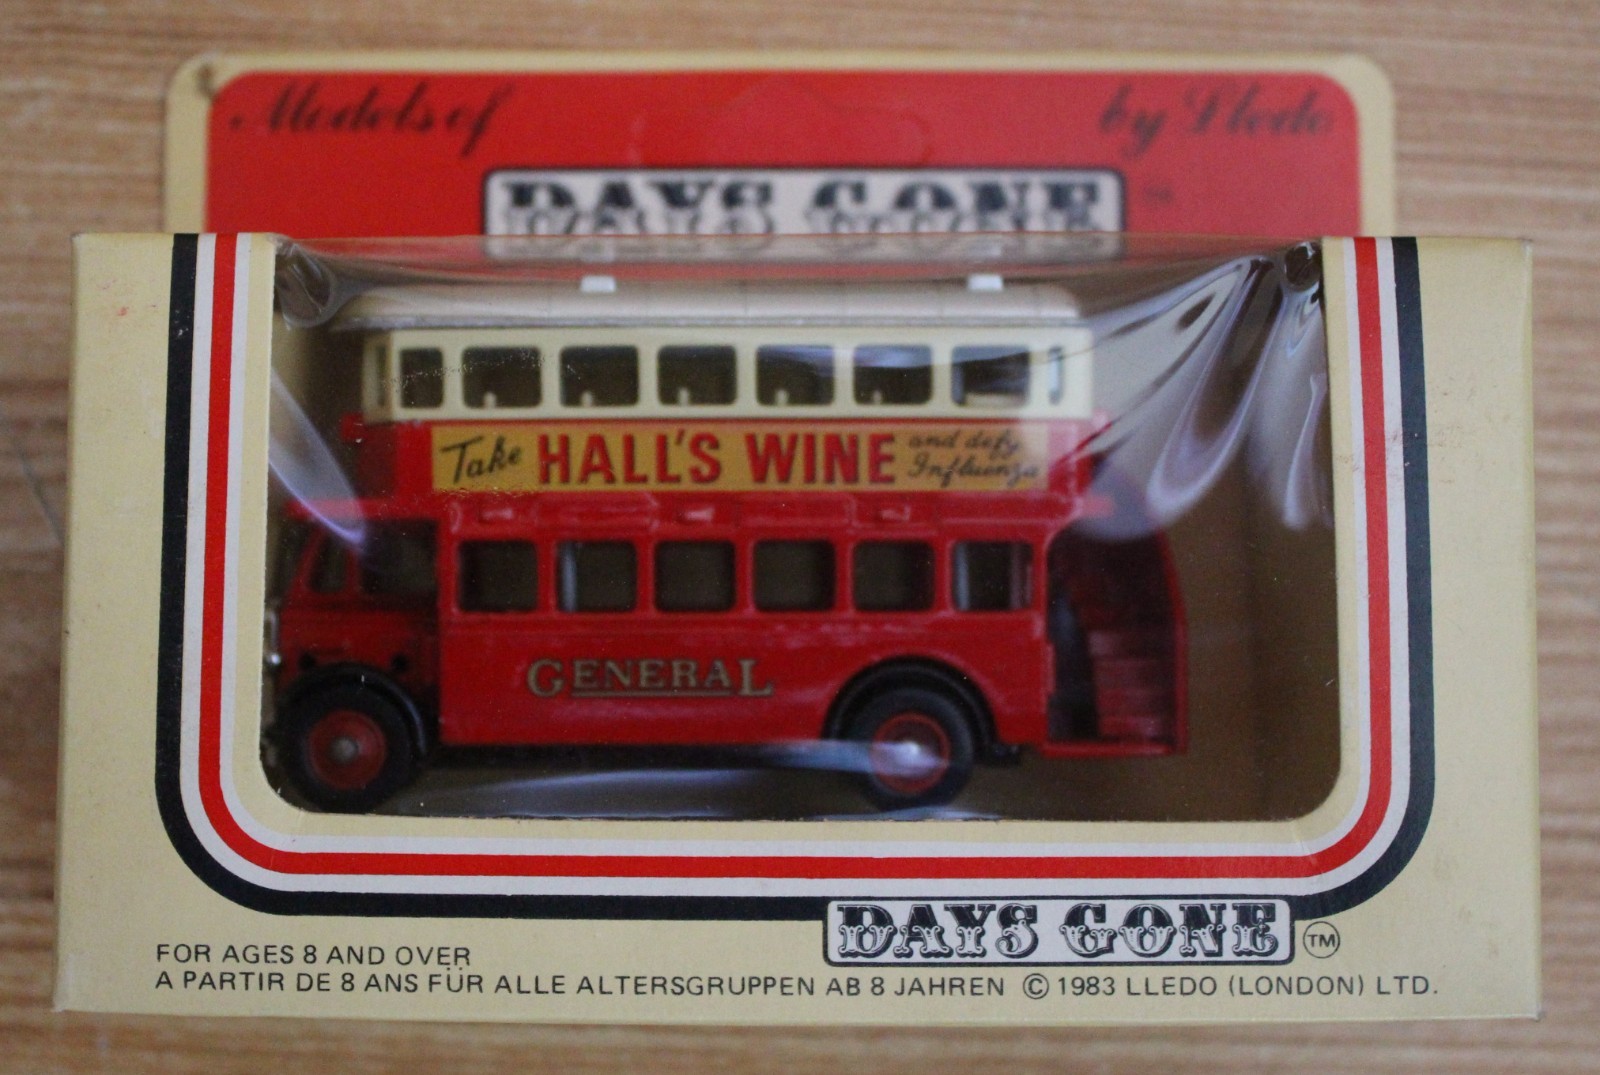 Models of by Lledo
DAYS GONE
Take HALL'S WINE and defy
Influenza
GENERAL
DAYS GONE TM
FOR AGES 8 AND OVER
A PARTIR DE 8 ANS FÜR ALLE ALTERSGRUPPEN AB 8 JAHREN © 1983 LLEDO (LONDON) LTD.